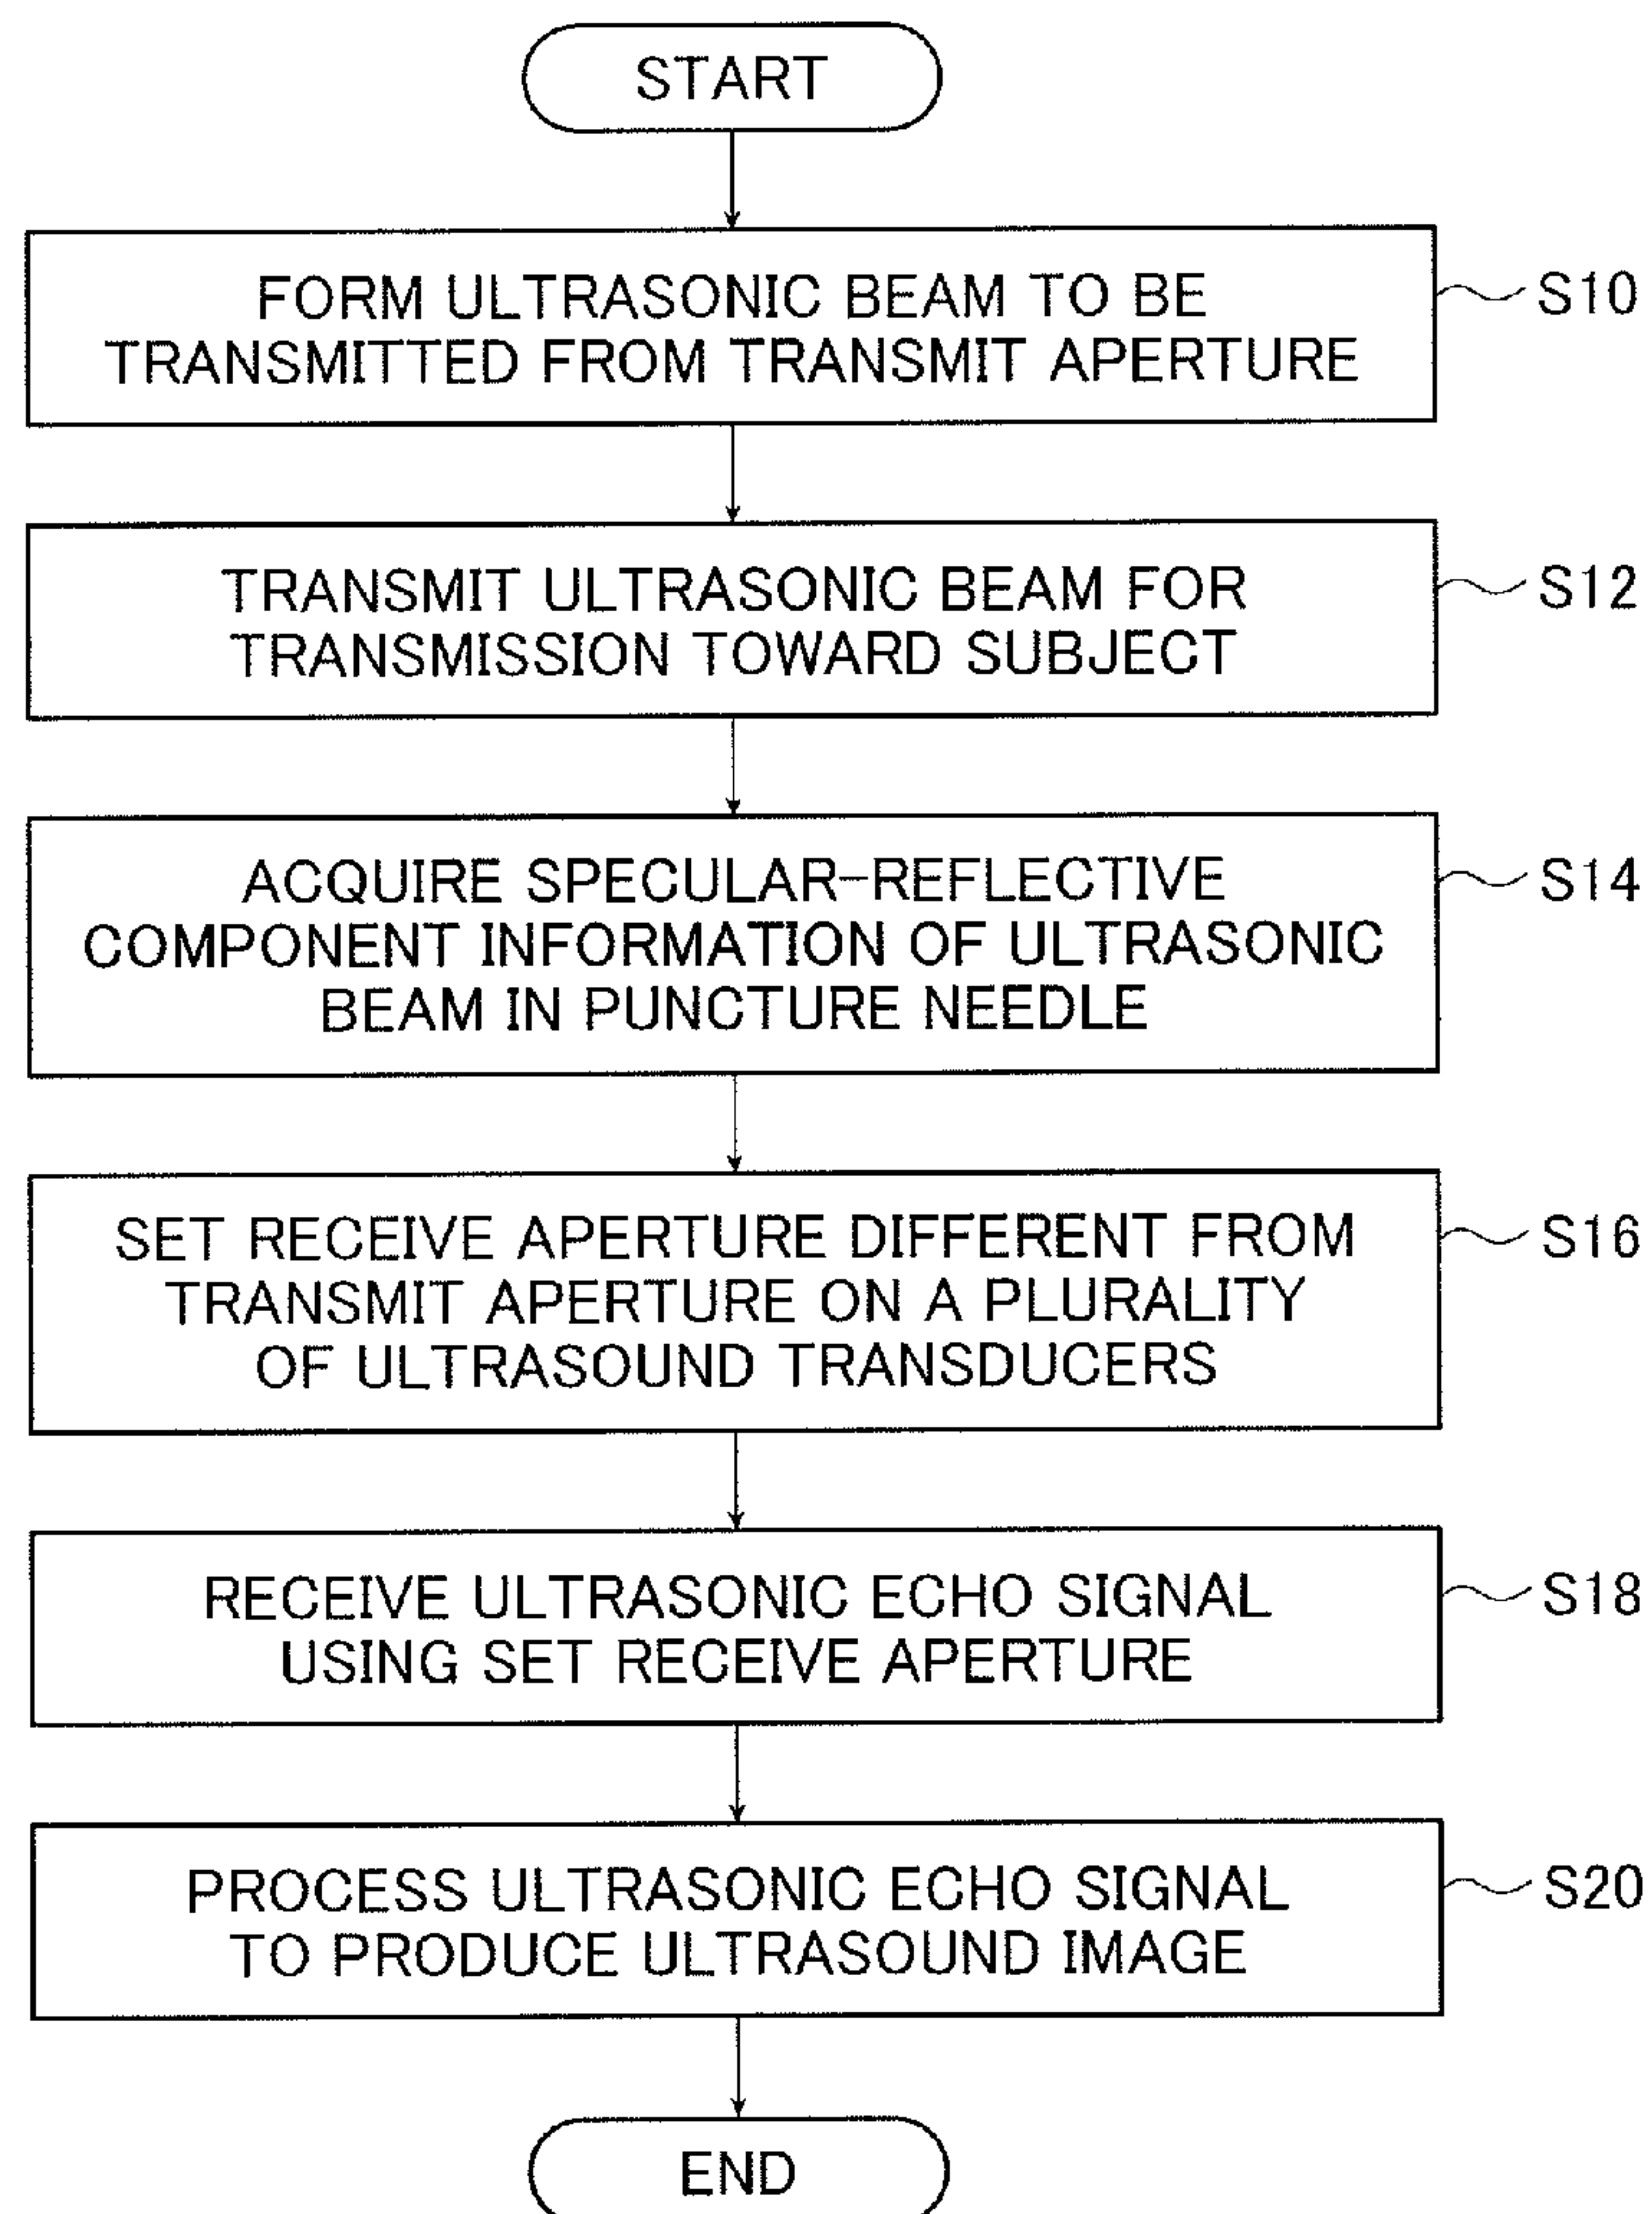 START
FORM ULTRASONIC BEAM TO BE
TRANSMITTED FROM TRANSMIT APERTURE
S10
TRANSMIT ULTRASONIC BEAM FOR
TRANSMISSION TOWARD SUBJECT
S12
ACQUIRE SPECULAR-REFLECTIVE
COMPONENT INFORMATION OF ULTRASONIC
BEAM IN PUNCTURE NEEDLE
S14
SET RECEIVE APERTURE DIFFERENT FROM
TRANSMIT APERTURE ON A PLURALITY
OF ULTRASOUND TRANSDUCERS
S16
RECEIVE ULTRASONIC ECHO SIGNAL
USING SET RECEIVE APERTURE
S18
PROCESS ULTRASONIC ECHO SIGNAL
TO PRODUCE ULTRASOUND IMAGE
S20
END